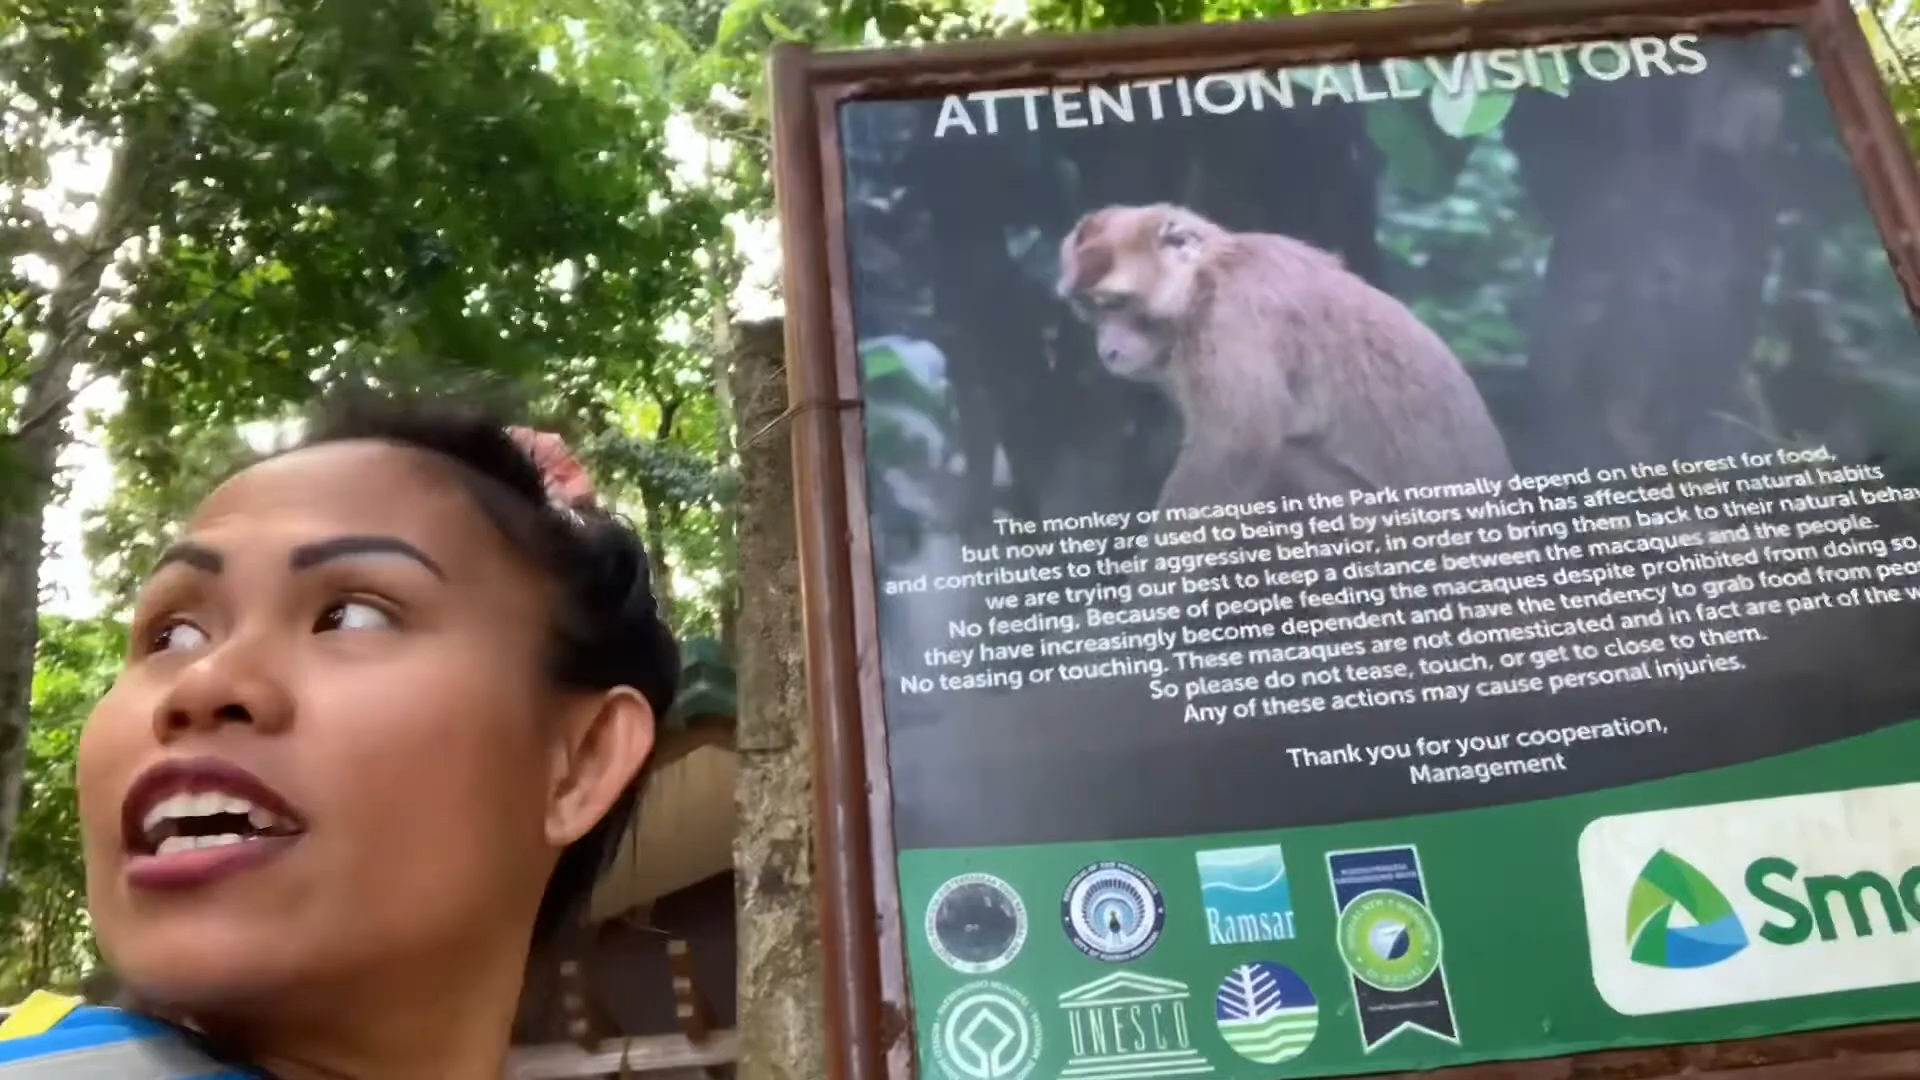 ATTENTION ALL VISITORS
The monkey or macaques in the Park normally depend on the forest for food,
but now they are used to being fed by visitors which has affected their natural habits
and contributes to their aggressive behavior, in order to bring them back to their natural behav
we are trying our best to keep a distance between the macaques and the people.
No feeding. Because of people feeding the macaques despite prohibited from doing so,
they have increasingly become dependent and have the tendency to grab food from peo
No teasing or touching. These macaques are not domesticated and in fact are part of the w
So please do not tease, touch, or get to close to them.
Any of these actions may cause personal injuries.
Thank you for your cooperation,
Management
Ramsar
UNESCO
Sma